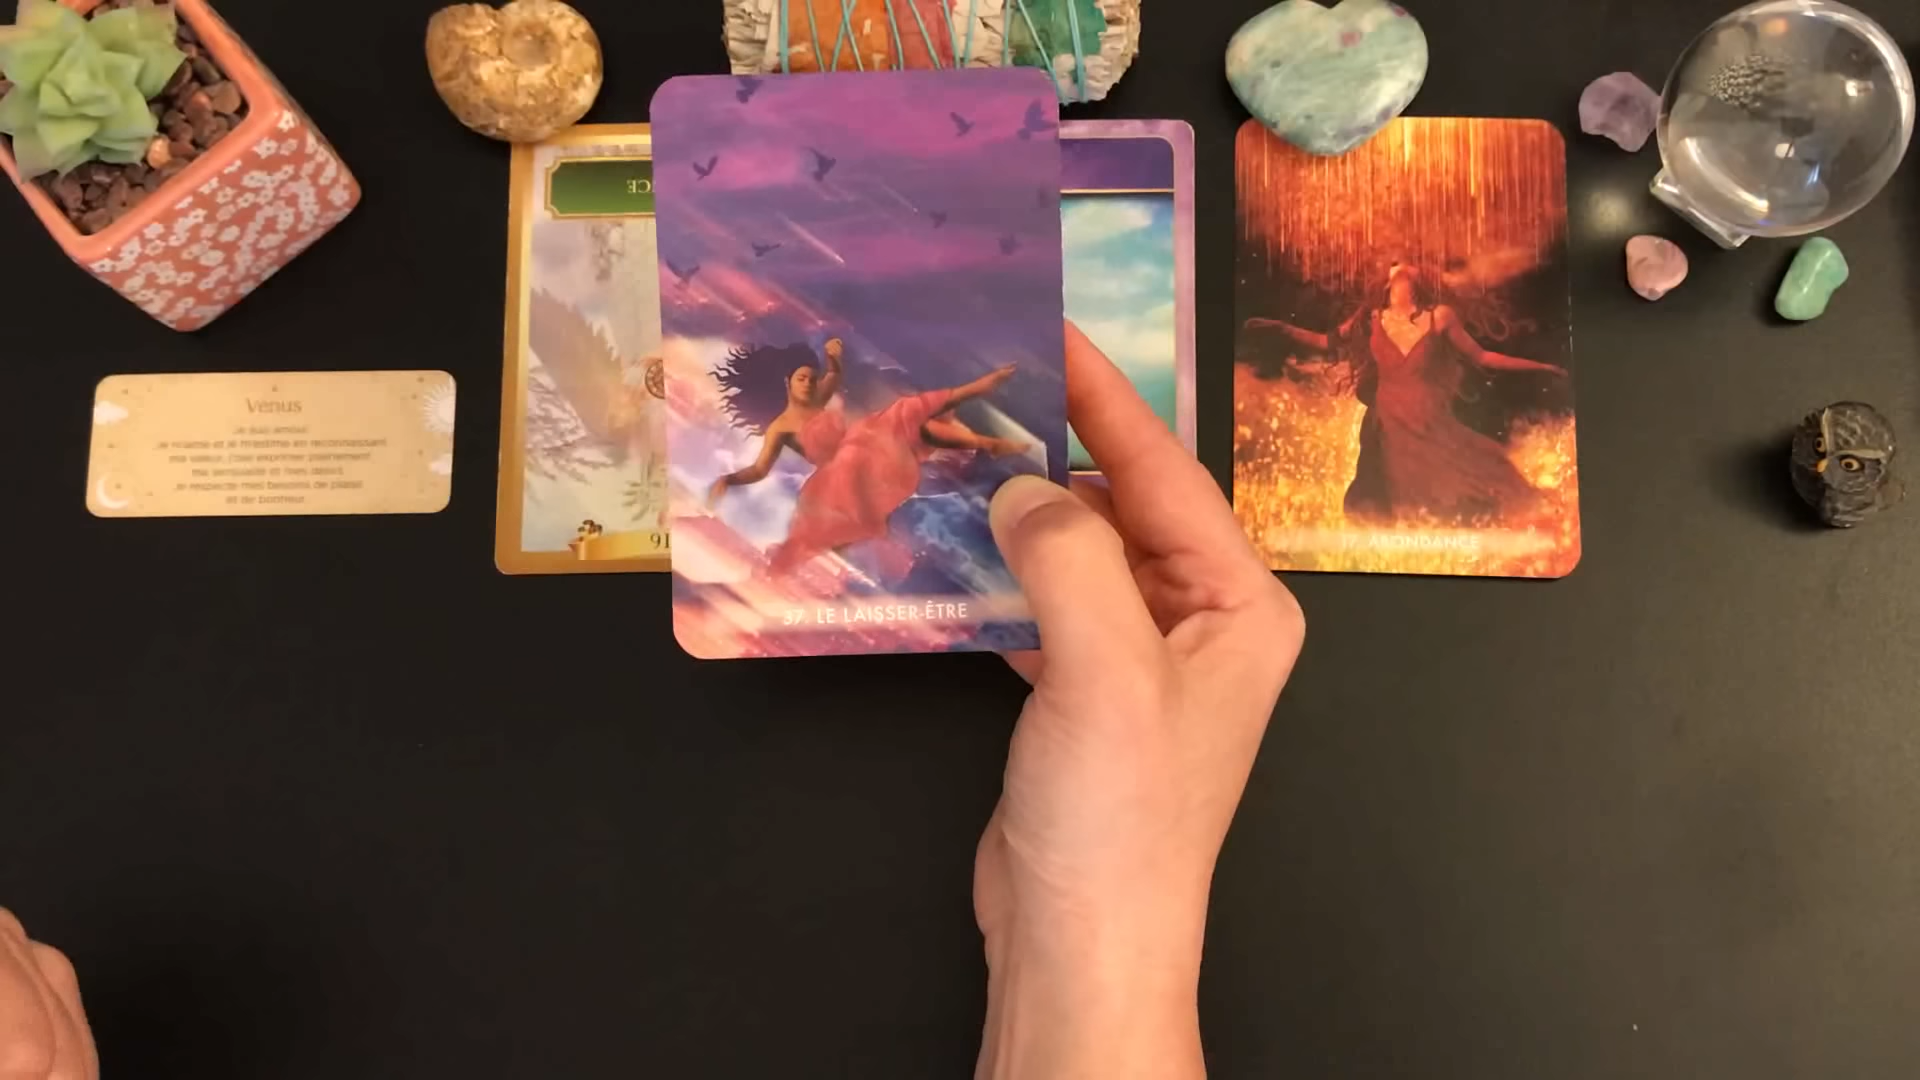 Venus
Je suis amour.
Je m'aime et je m'estime en reconnaissant
ma valeur. J'ose exprimer pleinement
ma sensualité et mes désirs.
Je respecte mes besoins de plaisir
et de bonheur.
37. LE LAISSER-ÊTRE
17. ABONDANCE